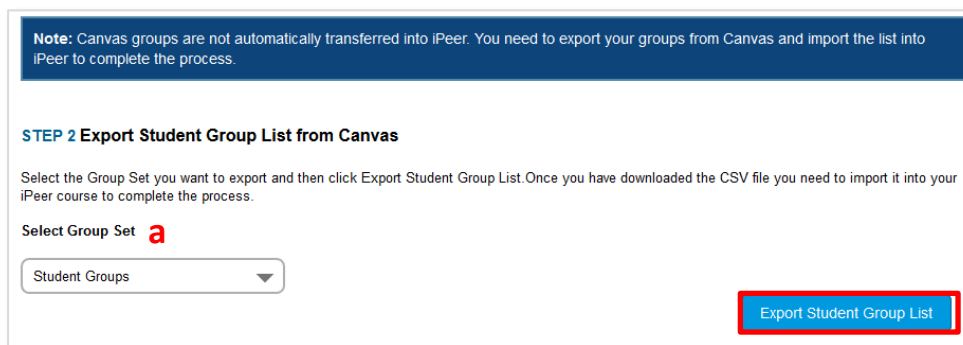 Note: Canvas groups are not automatically transferred into iPeer. You need to export your groups from Canvas and import the list into
iPeer to complete the process.
STEP 2 Export Student Group List from Canvas
Select the Group Set you want to export and then click Export Student Group List.Once you have downloaded the CSV file you need to import it into your
iPeer course to complete the process.
Select Group Set a
Student Groups
Export Student Group List